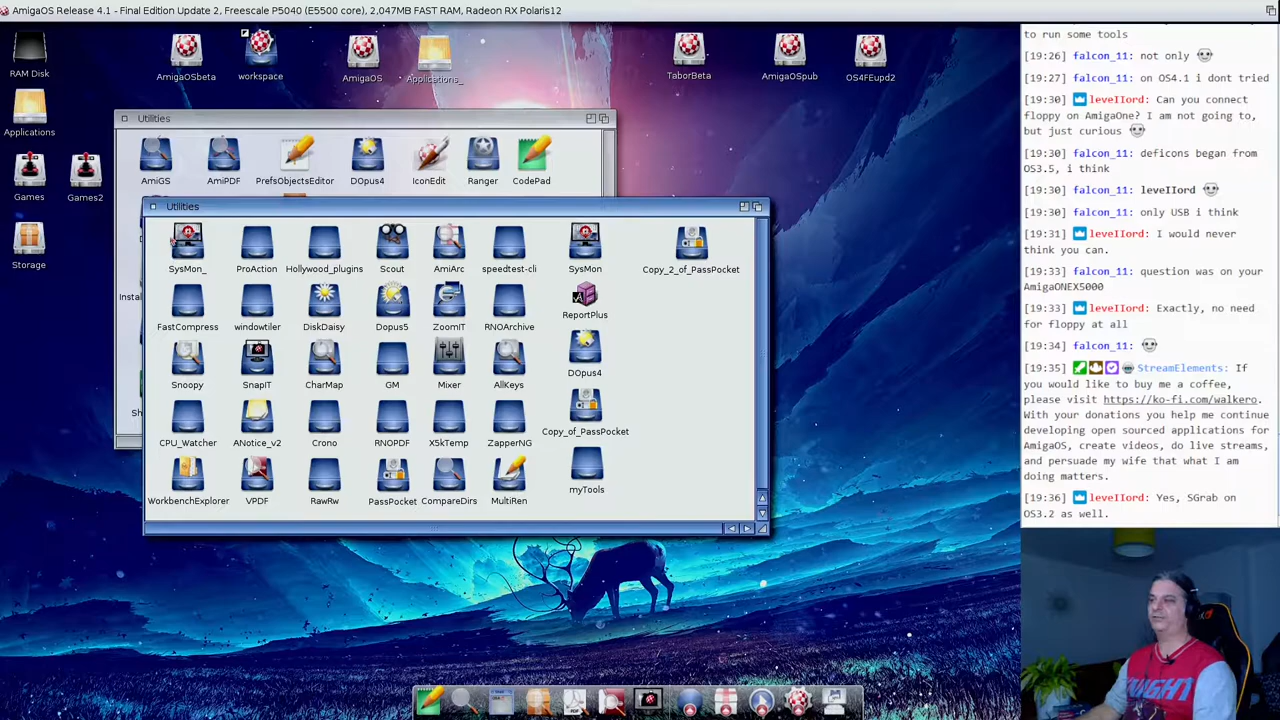 AmigaOS Release 4.1 - Final Edition Update 2, Freescale P5040 (E5500 core), 2,047MB FAST RAM, Radeon RX Polaris12
RAM Disk
AmigaOSbeta
workspace
AmigaOS
Applications_
TaborBeta
AmigaOSpub
OS4FEupd2
Applications
Games
Games2
Storage
Utilities
AmiGS
AmiPDF
PrefsObjectsEditor
DOpus4
IconEdit
Ranger
CodePad
Instal
Sh
Utilities
SysMon_
ProAction
Hollywood_plugins
Scout
AmiArc
speedtest-cli
SysMon
Copy_2_of_PassPocket
FastCompress
windowtiler
DiskDaisy
Dopus5
ZoomIT
RNOArchive
ReportPlus
Snoopy
SnapIT
CharMap
GM
Mixer
AllKeys
DOpus4
CPU_Watcher
ANotice_v2
Crono
RNOPDF
X5kTemp
ZapperNG
Copy_of_PassPocket
WorkbenchExplorer
VPDF
RawRw
PassPocket
CompareDirs
MultiRen
myTools
to run some tools
[19:26] falcon_11: not only
[19:27] falcon_11: on OS4.1 i dont tried
[19:30] leveIIord: Can you connect
floppy on AmigaOne? I am not going to,
but just curious
[19:30] falcon_11: deficons began from
OS3.5, i think
[19:30] falcon_11: leveIIord
[19:30] falcon_11: only USB i think
[19:31] leveIIord: I would never
think you can.
[19:33] falcon_11: question was on your
AmigaONEX5000
[19:33] leveIIord: Exactly, no need
for floppy at all
[19:34] falcon_11:
[19:35] StreamElements: If
you would like to buy me a coffee,
please visit https://ko-fi.com/walkero.
With your donations you help me continue
developing open sourced applications for
AmigaOS, create videos, do live streams,
and persuade my wife that what I am
doing matters.
[19:36] leveIIord: Yes, SGrab on
OS3.2 as well.